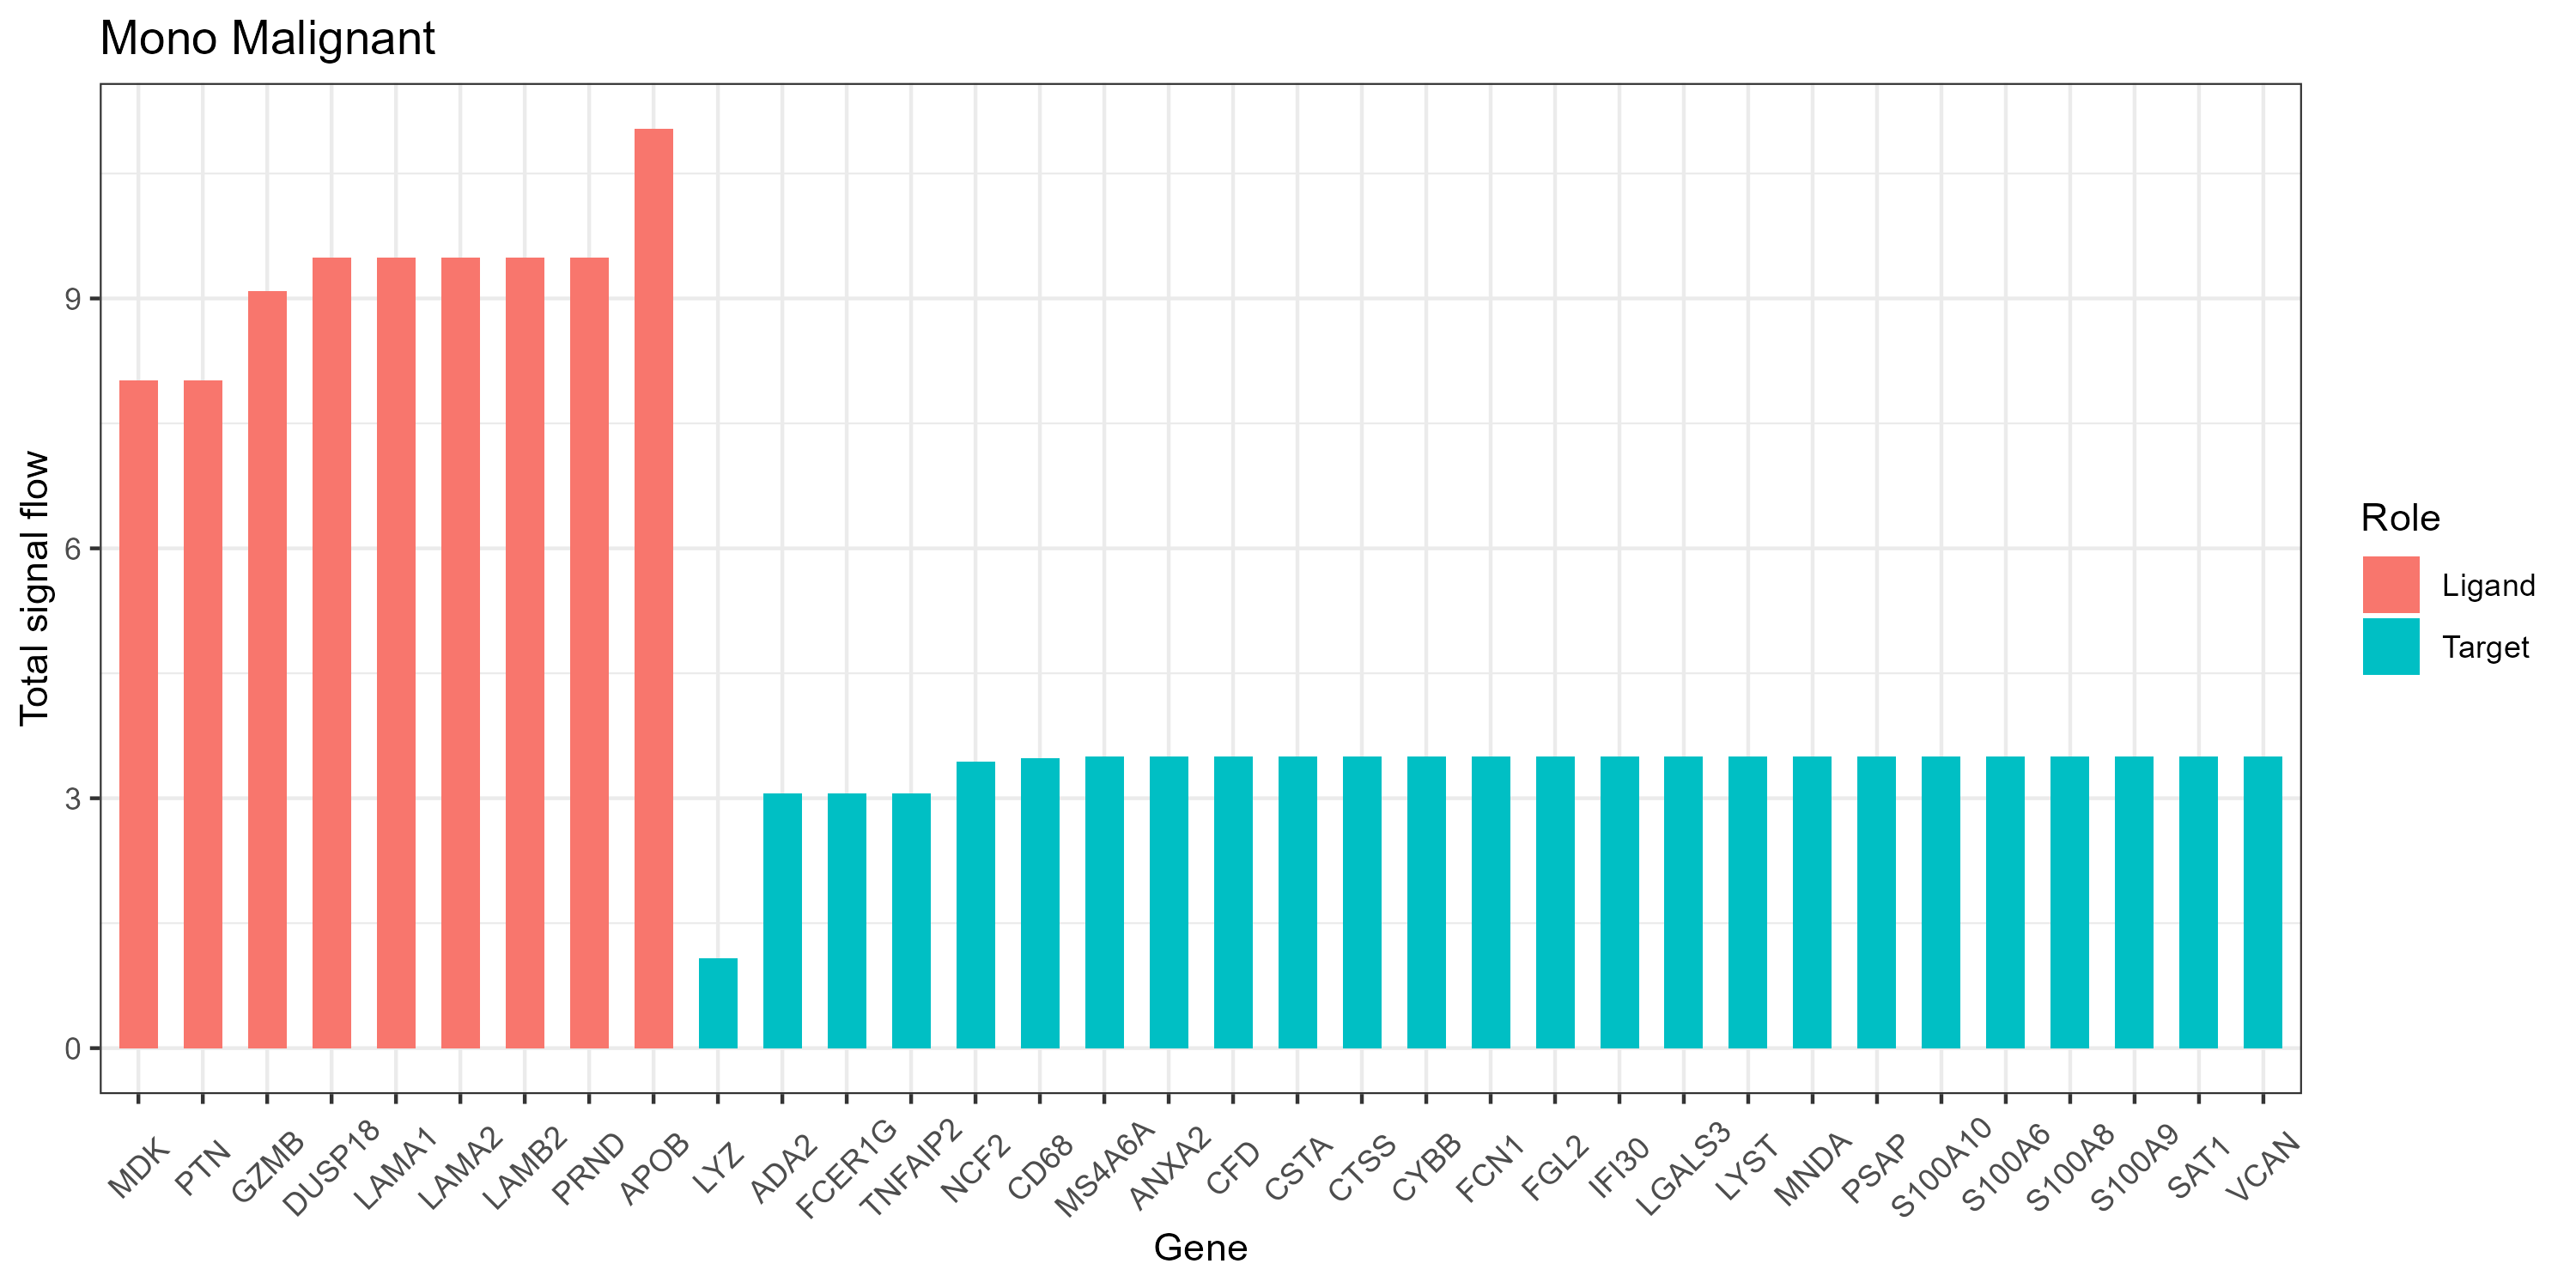 Mono Malignant
Total signal flow
9
6
3
0
MDK
PTN
GZMB
DUSP18
LAMA1
LAMA2
LAMB2
PRND
APOB
LYZ
ADA2
FCER1G
TNFAIP2
NCF2
CD68
MS4A6A
ANXA2
CFD
CSTA
CTSS
CYBB
FCN1
FGL2
IFI30
LGALS3
LYST
MNDA
PSAP
S100A10
S100A6
S100A8
S100A9
SAT1
VCAN
Gene
Role
Ligand
Target